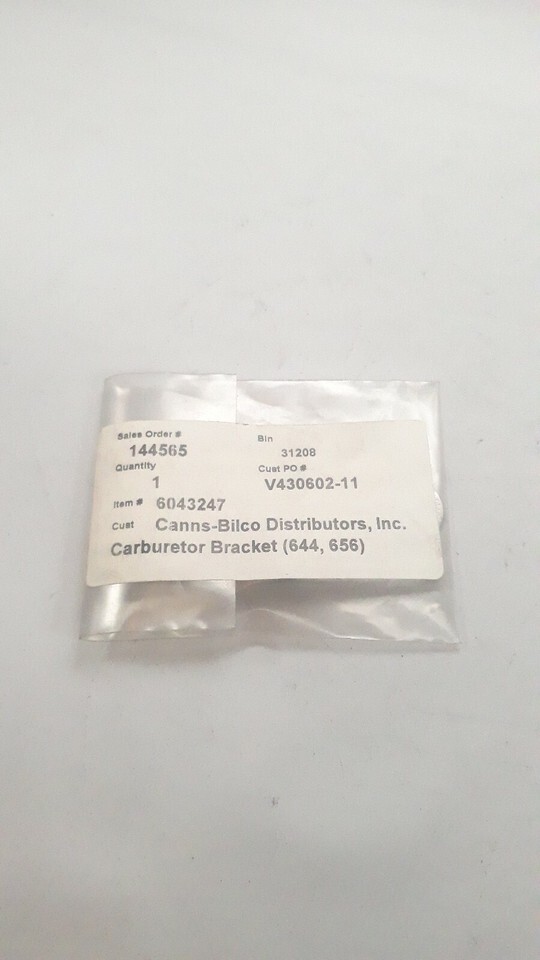 Sales Order # Bin
144565 31208
Quantity Cust PO #
1 V430602-11
Item # 6043247
Cust Canns-Bilco Distributors, Inc.
Carburetor Bracket (644, 656)